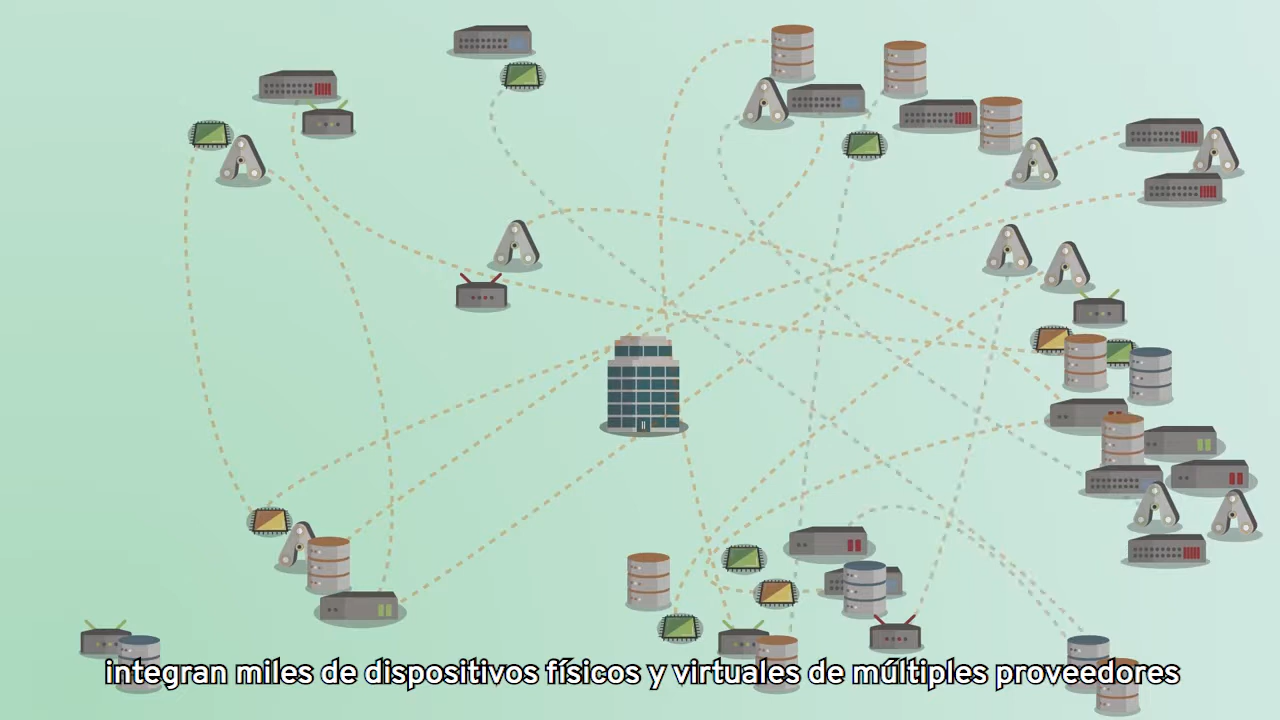 integran miles de dispositivos físicos y virtuales de múltiples proveedores